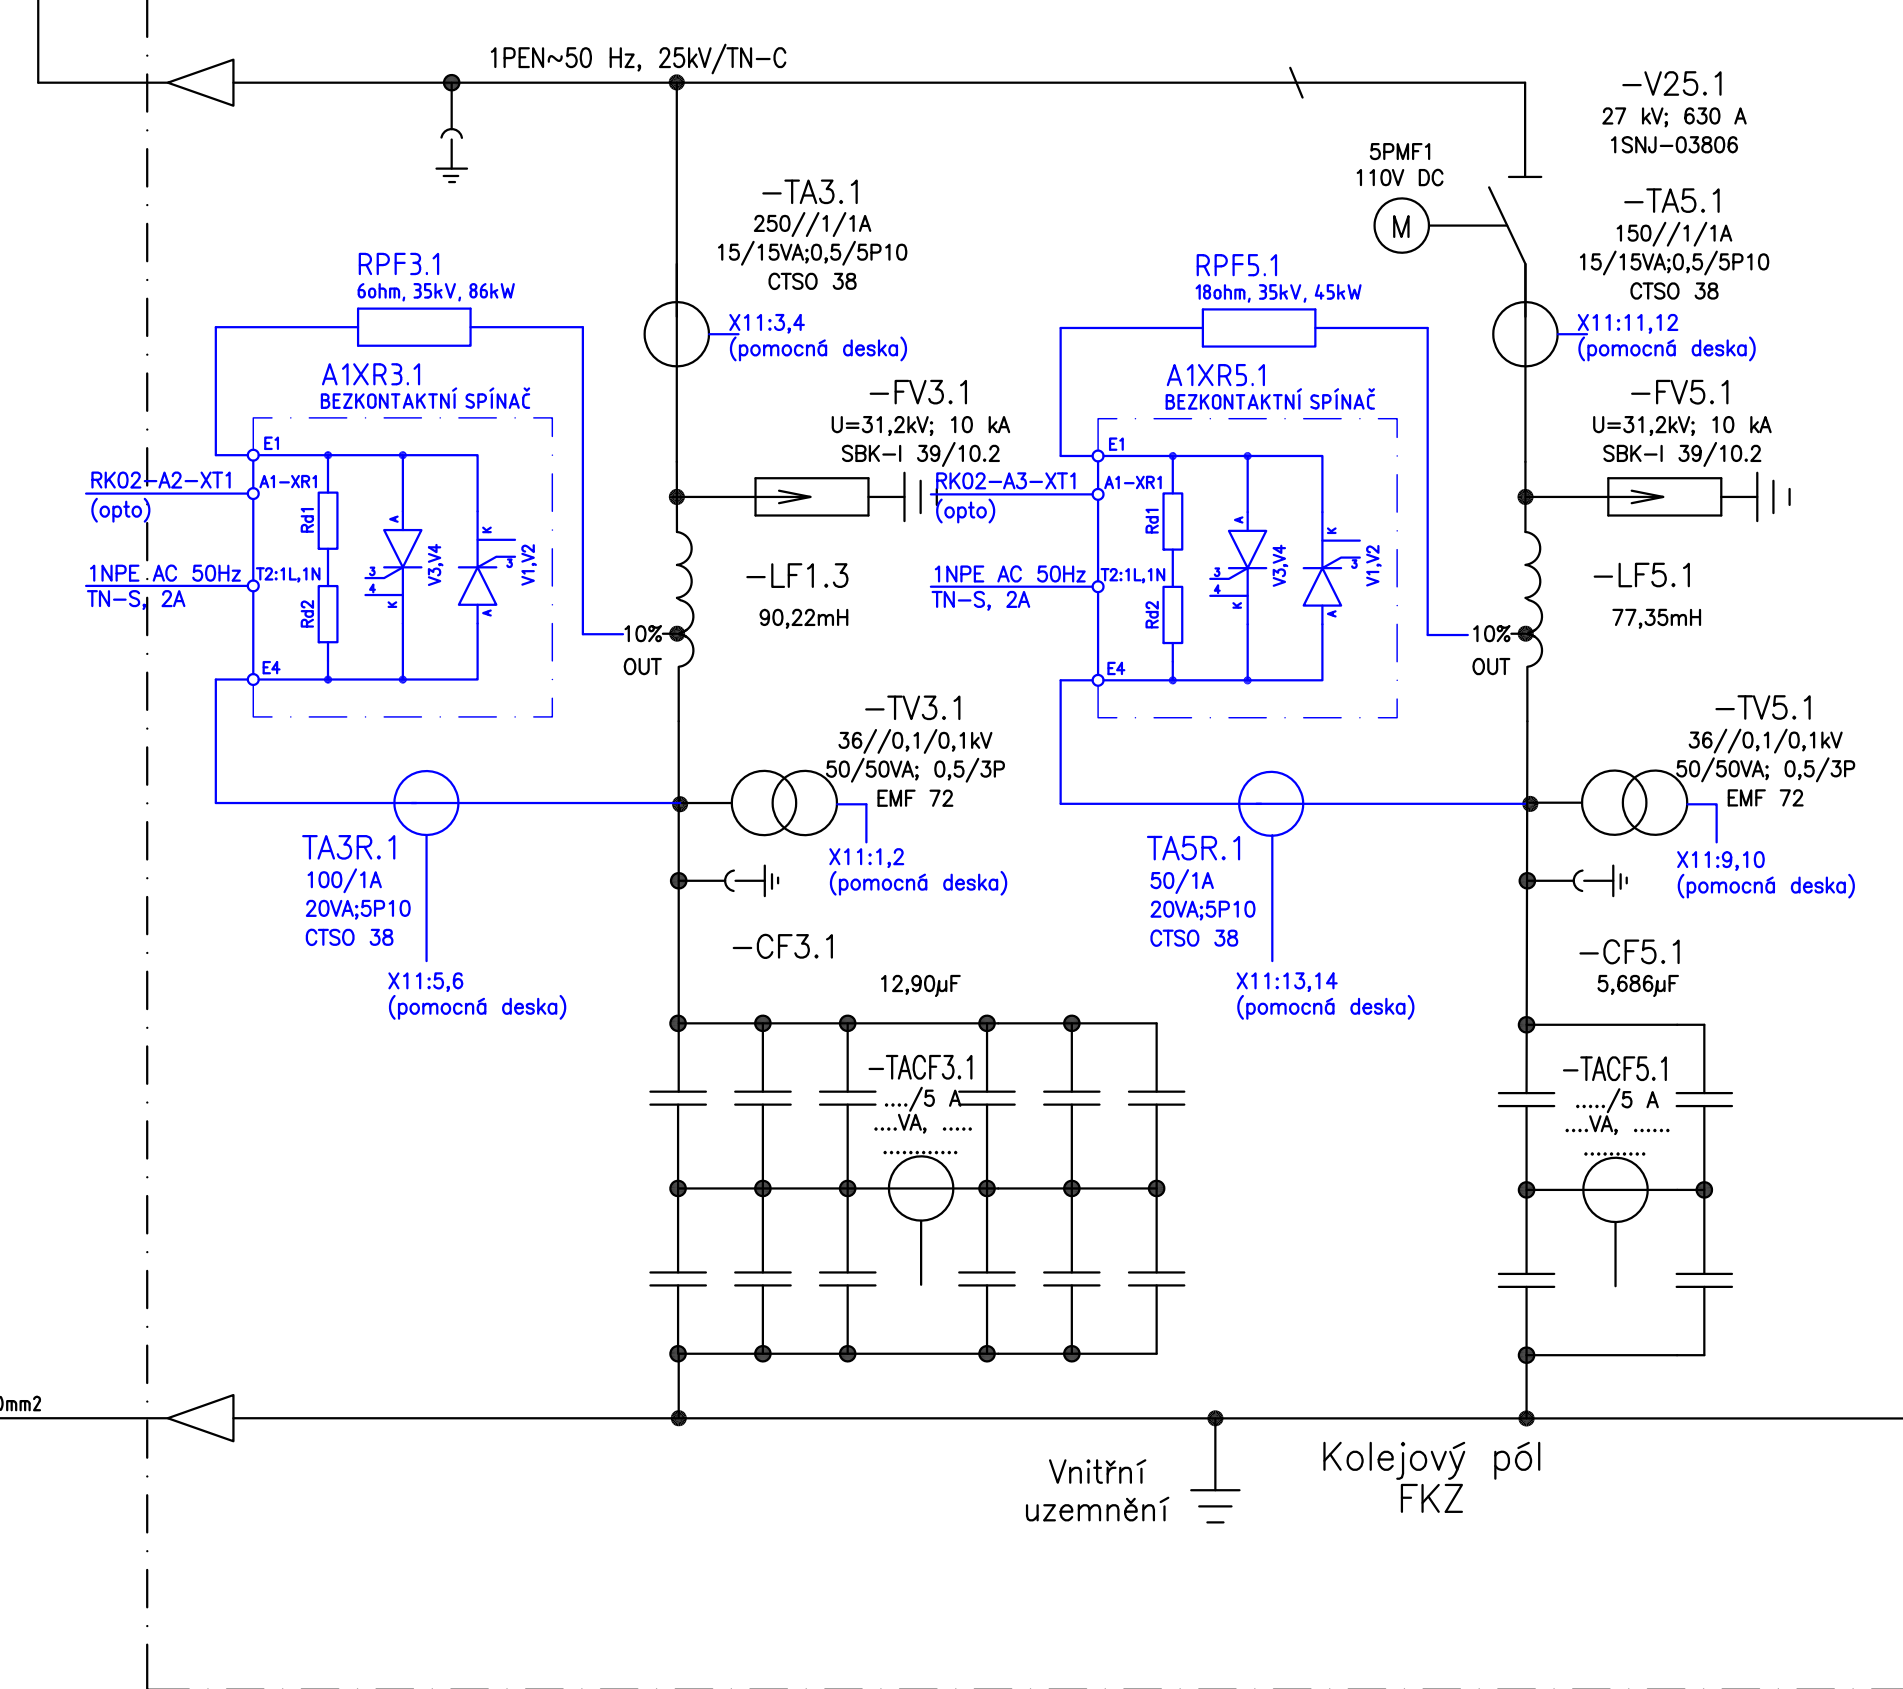 1PEN~50 Hz, 25kV/TN-C
-V25.1
27 kV; 630 A
1SNJ-03806
5PMF1
110V DC
M
-TA3.1
250//1/1A
15/15VA;0,5/5P10
CTSO 38
-TA5.1
150//1/1A
15/15VA;0,5/5P10
CTSO 38
RPF3.1
6ohm, 35kV, 86kW
RPF5.1
18ohm, 35kV, 45kW
X11:3,4
(pomocná deska)
X11:11,12
(pomocná deska)
A1XR3.1
BEZKONTAKTNÍ SPÍNAČ
A1XR5.1
BEZKONTAKTNÍ SPÍNAČ
-FV3.1
U=31,2kV; 10 kA
SBK-I 39/10.2
-FV5.1
U=31,2kV; 10 kA
SBK-I 39/10.2
E1
RK02-A2-XT1
(opto)
A1-XR1
Rd1
A
K
3
4
K
V3,V4
3
A
V1,V2
1NPE AC 50Hz
TN-S, 2A
T2:1L,1N
Rd2
E4
E1
RK02-A3-XT1
(opto)
A1-XR1
Rd1
A
K
3
4
K
V3,V4
3
A
V1,V2
1NPE AC 50Hz
TN-S, 2A
T2:1L,1N
Rd2
E4
-LF1.3
90,22mH
10%
OUT
-LF5.1
77,35mH
10%
OUT
-TV3.1
36//0,1/0,1kV
50/50VA; 0,5/3P
EMF 72
-TV5.1
36//0,1/0,1kV
50/50VA; 0,5/3P
EMF 72
TA3R.1
100/1A
20VA;5P10
CTSO 38
X11:1,2
(pomocná deska)
TA5R.1
50/1A
20VA;5P10
CTSO 38
X11:9,10
(pomocná deska)
X11:5,6
(pomocná deska)
-CF3.1
12,90µF
X11:13,14
(pomocná deska)
-CF5.1
5,686µF
-TACF3.1
..../5 A
....VA, .....
............
-TACF5.1
...../5 A
....VA, ......
..........
0mm2
Vnitřní
uzemnění
Kolejový pól
FKZ